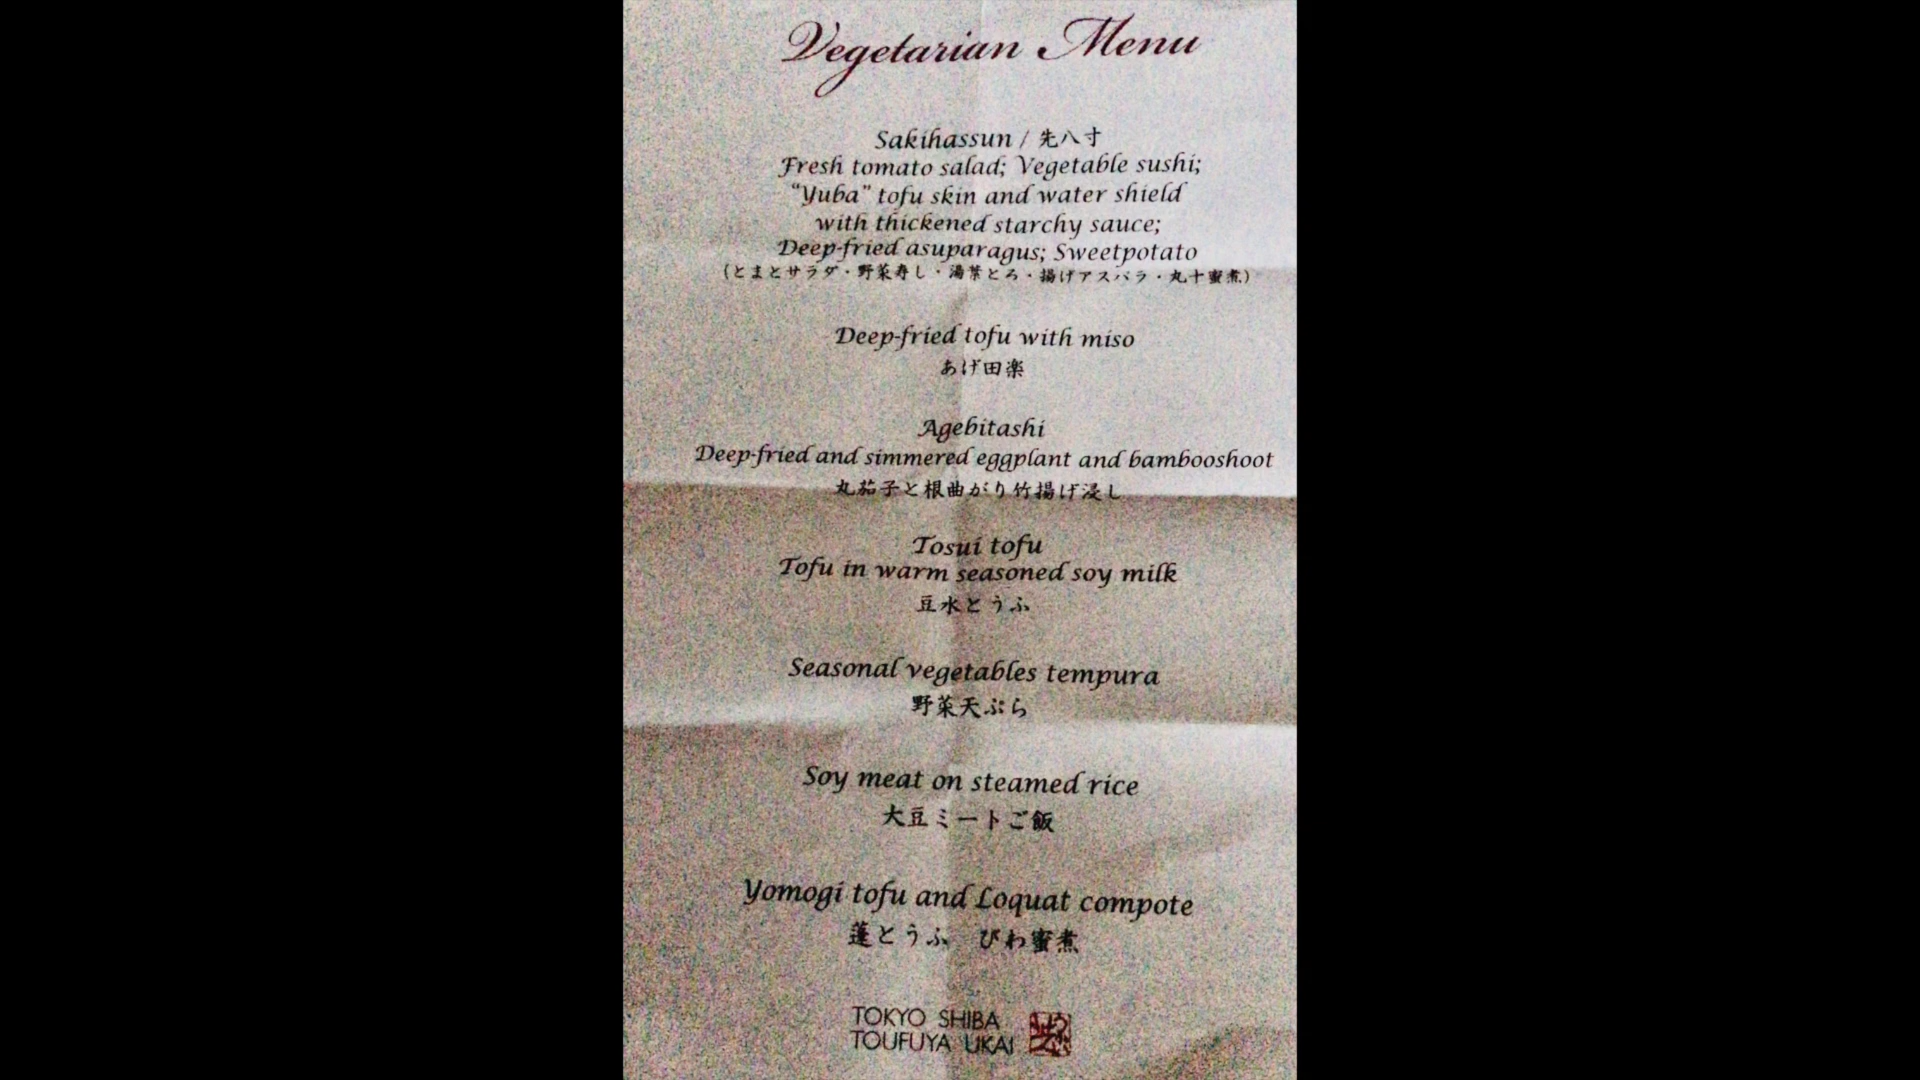 Vegetarian Menu
Sakihassun / 先八寸
Fresh tomato salad; Vegetable sushi;
"Yuba" tofu skin and water shield
with thickened starchy sauce;
Deep-fried asuparagus; Sweetpotato
(とまとサラダ・野菜寿し・湯葉とろ・揚げアスパラ・丸十蜜煮)
Deep-fried tofu with miso
あげ田楽
Agebitashi
Deep-fried and simmered eggplant and bambooshoot
丸茄子と根曲がり竹揚げ浸し
Tosui tofu
Tofu in warm seasoned soy milk
豆水とうふ
Seasonal vegetables tempura
野菜天ぷら
Soy meat on steamed rice
大豆ミートご飯
Yomogi tofu and Loquat compote
蓬とうふ びわ蜜煮
TOKYO SHIBA
TOUFUYA UKAI